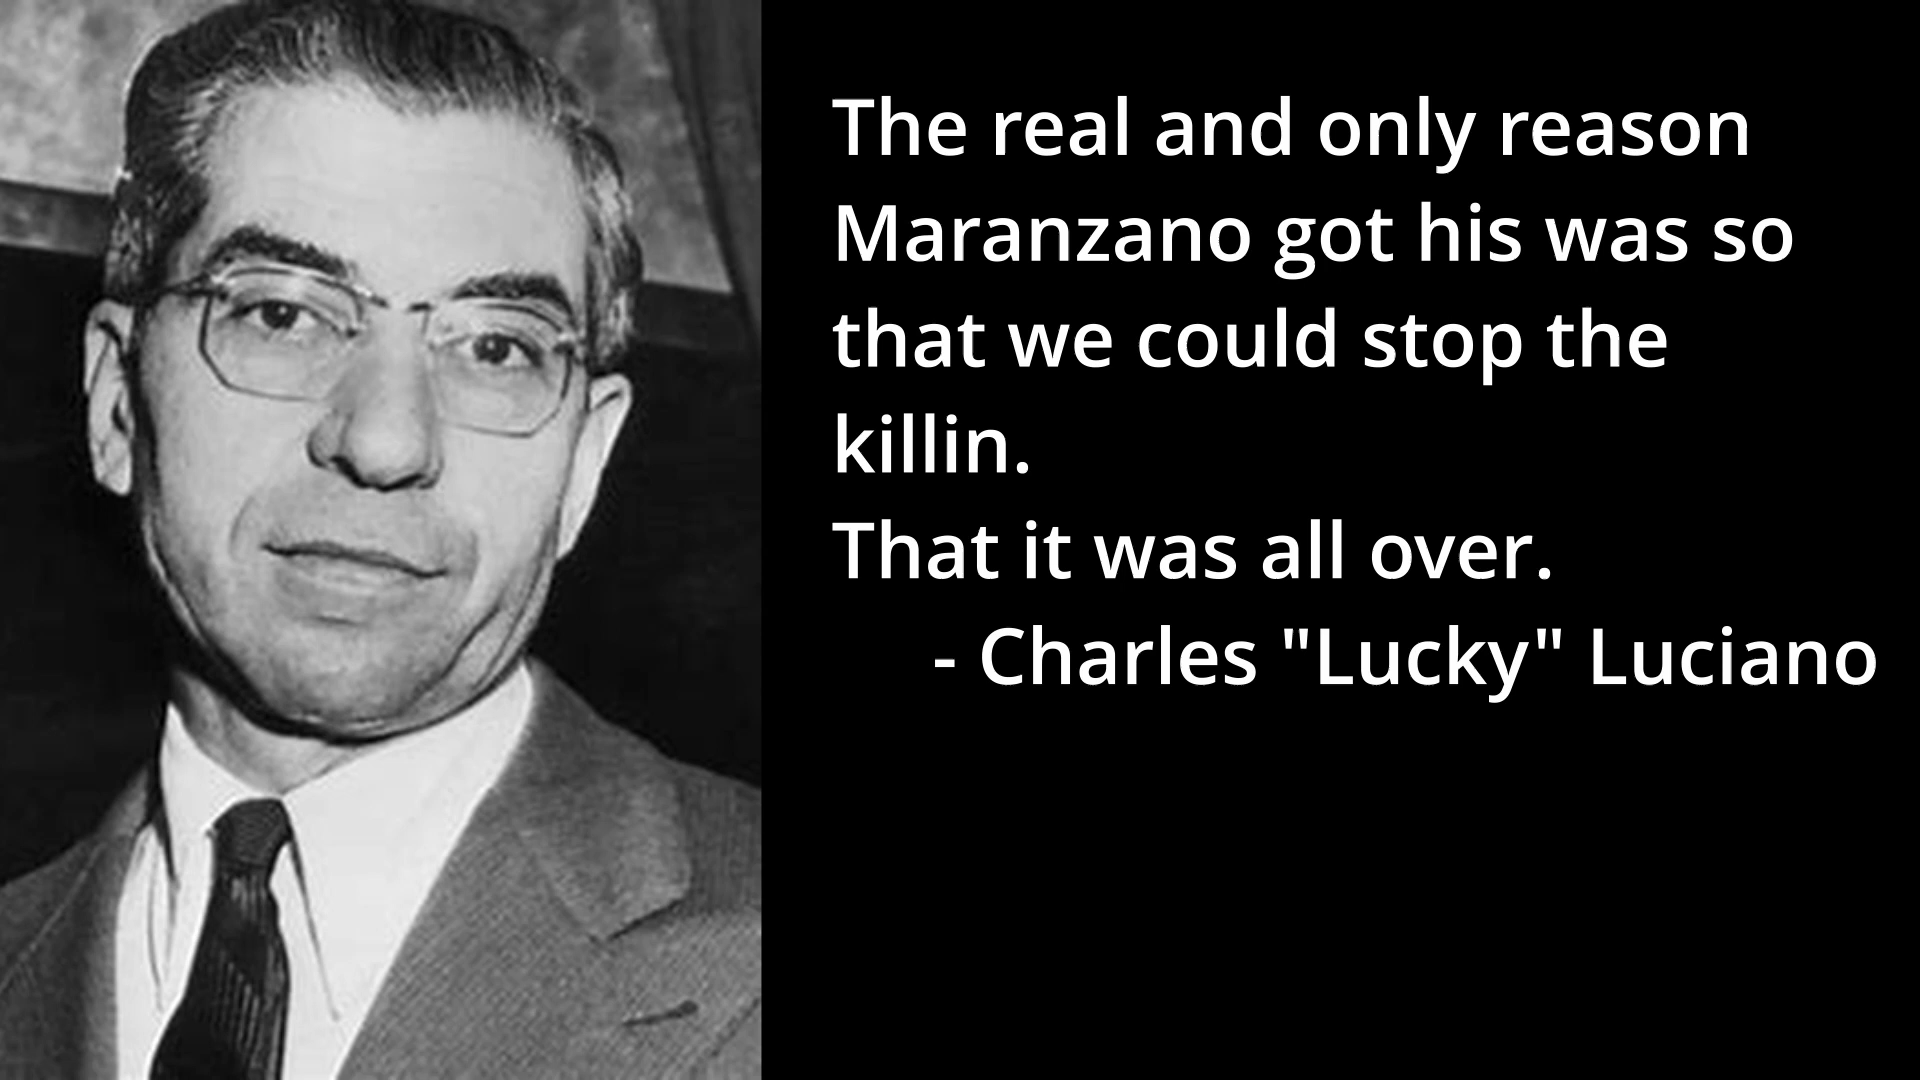 The real and only reason
Maranzano got his was so
that we could stop the
killin.
That it was all over.
- Charles "Lucky" Luciano